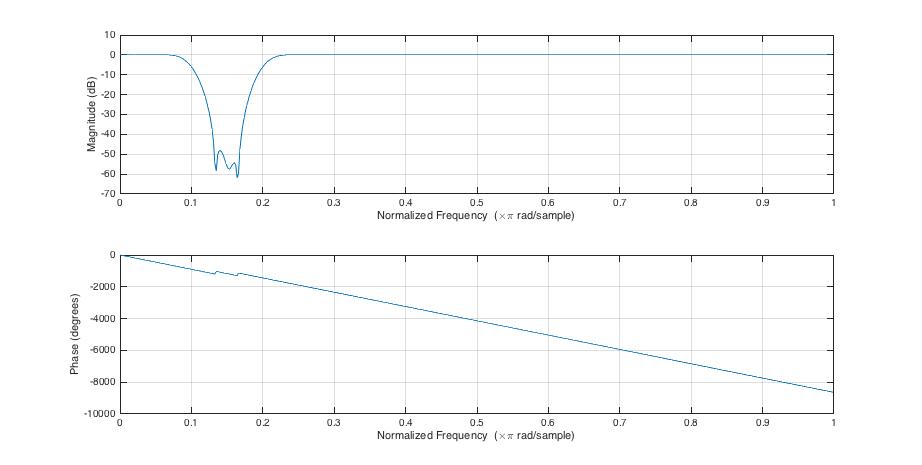 10
0
-10
-20
-30
-40
-50
-60
-70
Magnitude (dB)
0 0.1 0.2 0.3 0.4 0.5 0.6 0.7 0.8 0.9 1
Normalized Frequency (×π rad/sample)
0
-2000
-4000
-6000
-8000
-10000
Phase (degrees)
0 0.1 0.2 0.3 0.4 0.5 0.6 0.7 0.8 0.9 1
Normalized Frequency (×π rad/sample)